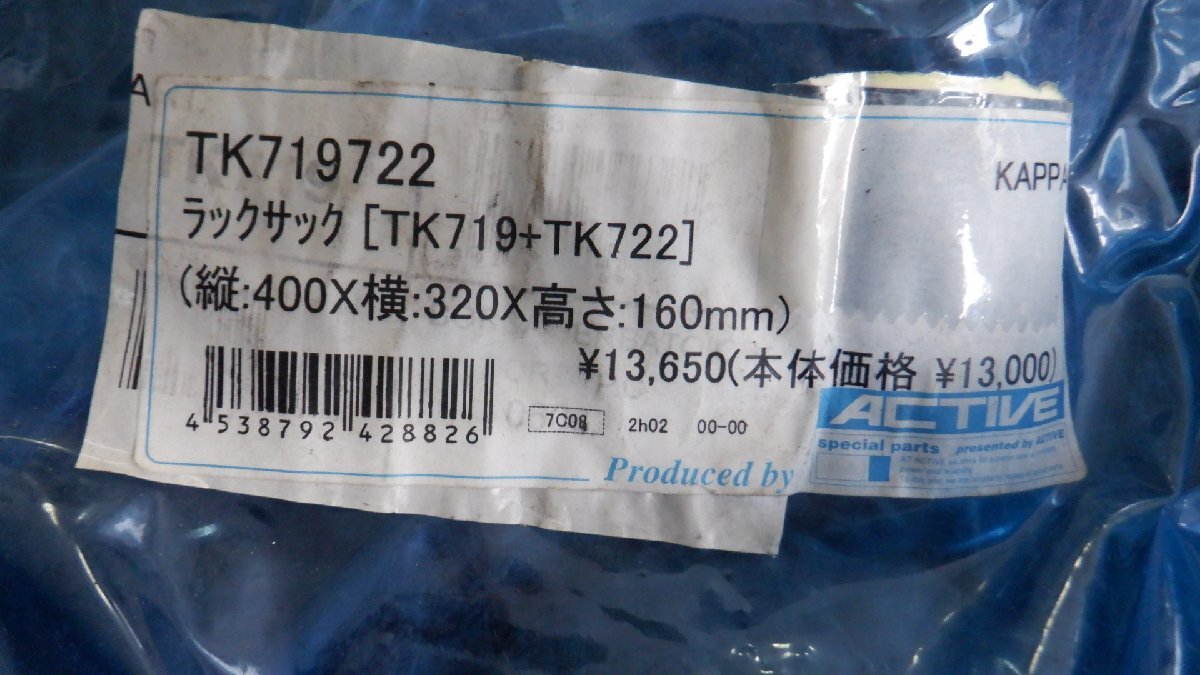 A
TK719722
KAPPA
ラックサック [TK719+TK722]
(縦:400X横:320X高さ:160mm)
¥13,650(本体価格 ¥13,000)
4 538792 428826
7C08 2h02 00-00
ACTIVE
special parts presented by ACTIVE
Produced by